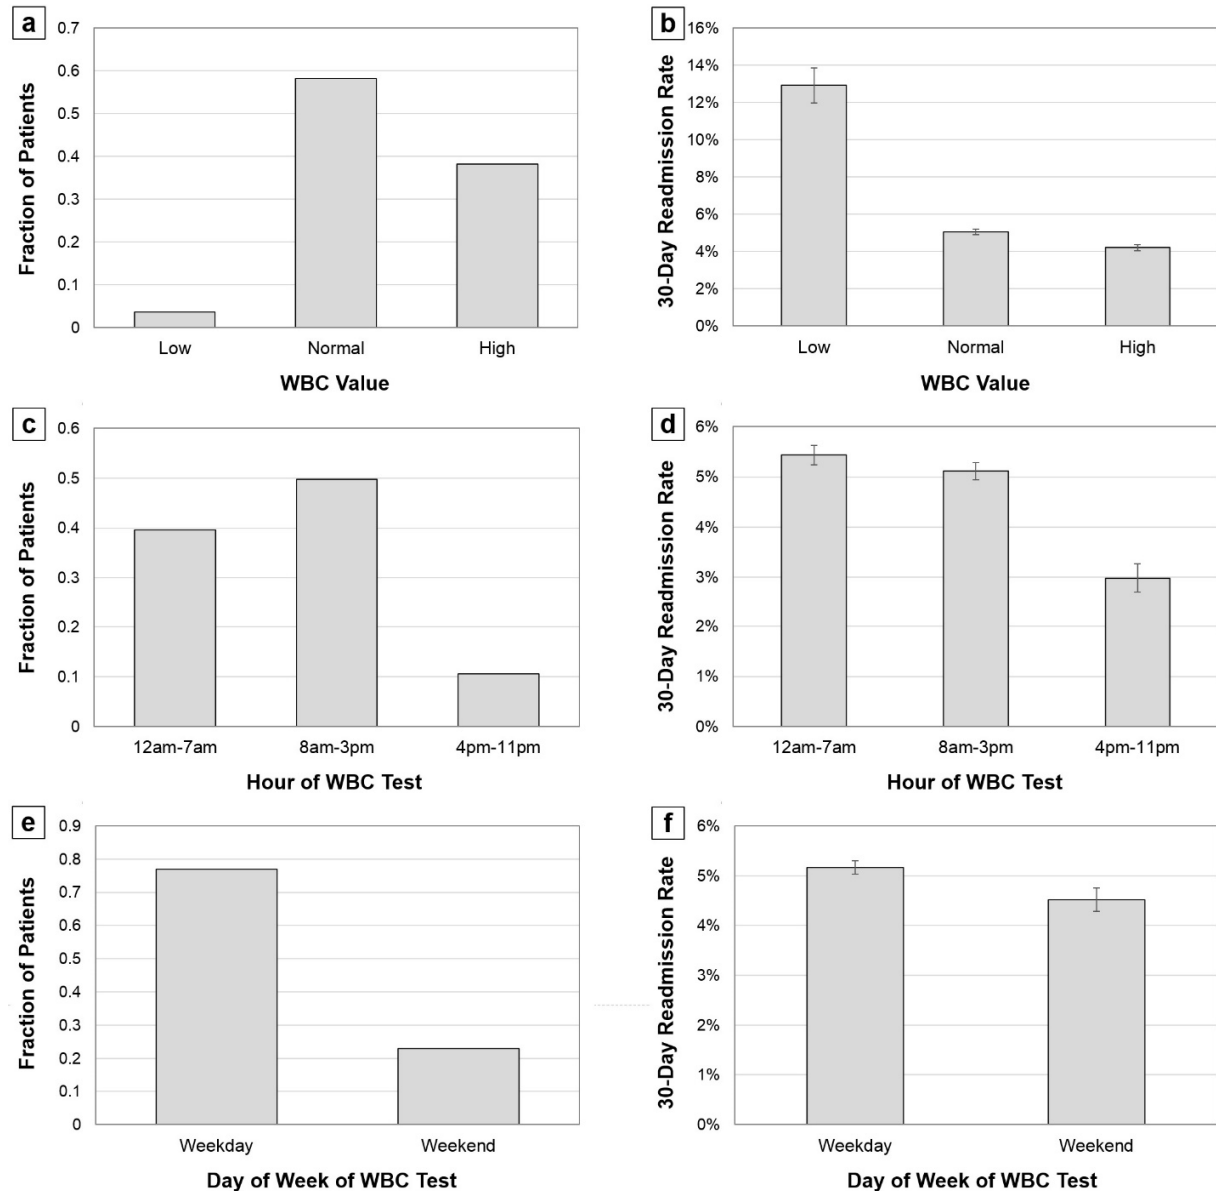 a
Fraction of Patients
0.7
0.6
0.5
0.4
0.3
0.2
0.1
0
Low Normal High
WBC Value
b
30-Day Readmission Rate
16%
14%
12%
10%
8%
6%
4%
2%
0%
Low Normal High
WBC Value
c
Fraction of Patients
0.6
0.5
0.4
0.3
0.2
0.1
0
12am-7am 8am-3pm 4pm-11pm
Hour of WBC Test
d
30-Day Readmission Rate
6%
5%
4%
3%
2%
1%
0%
12am-7am 8am-3pm 4pm-11pm
Hour of WBC Test
e
Fraction of Patients
0.9
0.8
0.7
0.6
0.5
0.4
0.3
0.2
0.1
0
Weekday Weekend
Day of Week of WBC Test
f
30-Day Readmission Rate
6%
5%
4%
3%
2%
1%
0%
Weekday Weekend
Day of Week of WBC Test